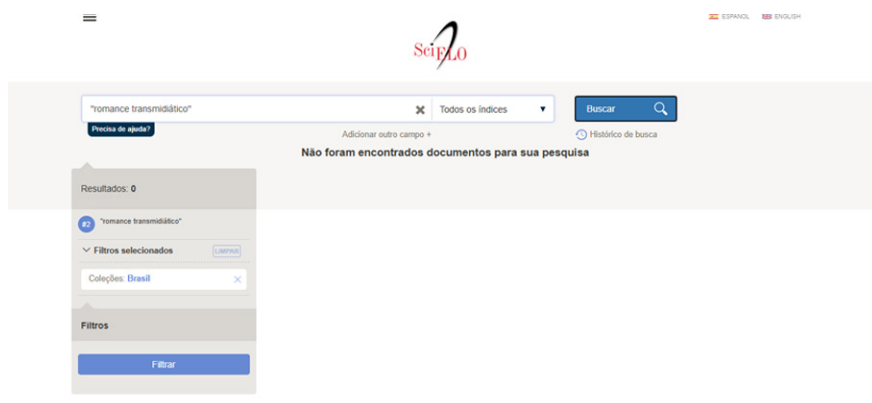 ESPAÑOL ENGLISH
SciELO
"romance transmidiático" Todos os índices Buscar
Precisa de ajuda?
Adicionar outro campo + Histórico de busca
Não foram encontrados documentos para sua pesquisa
Resultados: 0
#2 "romance transmidiático"
Filtros selecionados LIMPAR
Coleções: Brasil
Filtros
Filtrar